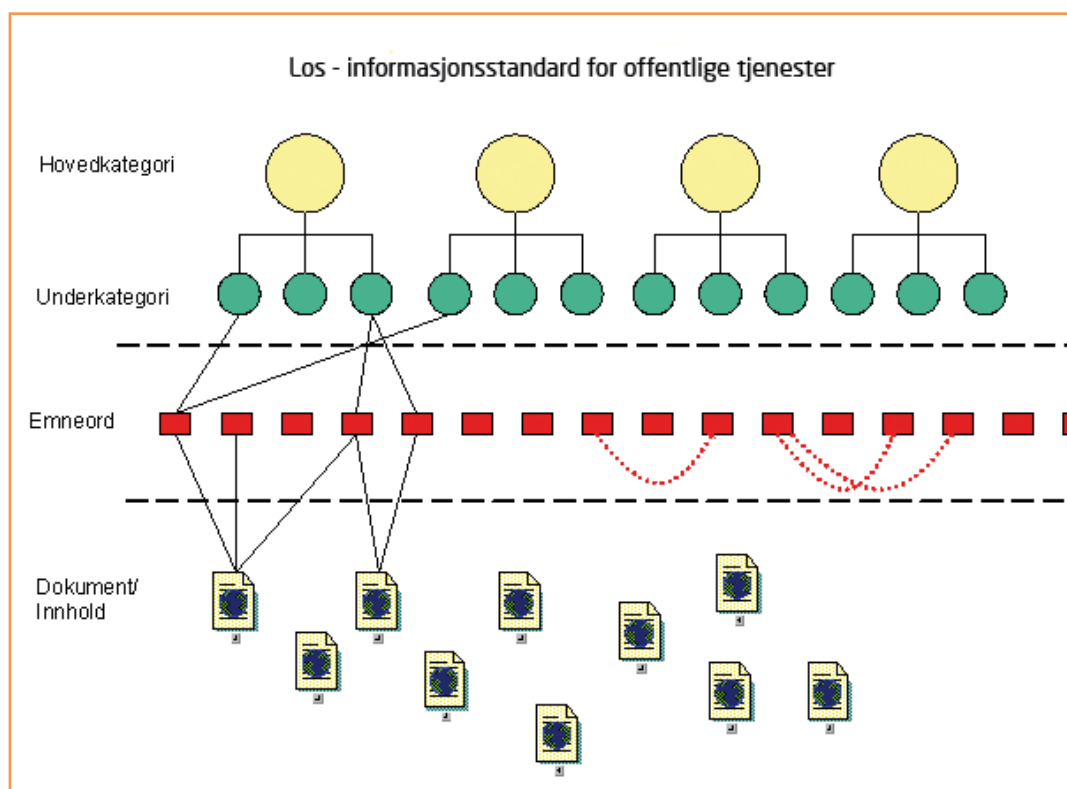 Los - informasjonsstandard for offentlige tjenester
Hovedkategori
Underkategori
Emneord
Dokument/
Innhold